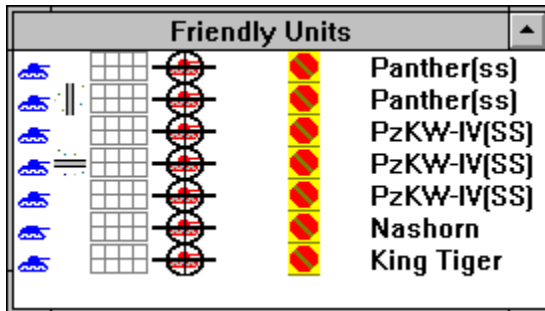 Friendly Units
Panther(ss)
Panther(ss)
PzKW-IV(SS)
PzKW-IV(SS)
PzKW-IV(SS)
Nashorn
King Tiger